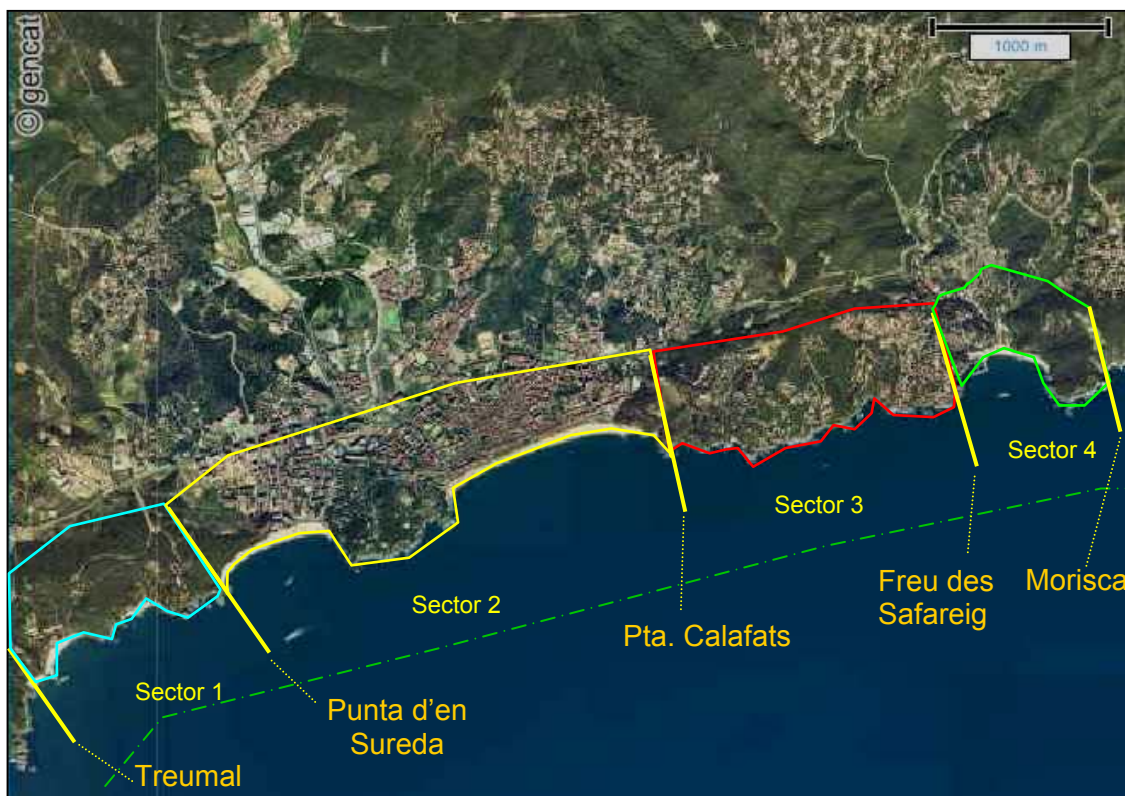 © gencat
1000 m
Sector 4
Sector 3
Freu des
Safareig
Morisca
Sector 2
Pta. Calafats
Sector 1
Punta d'en
Sureda
Treumal